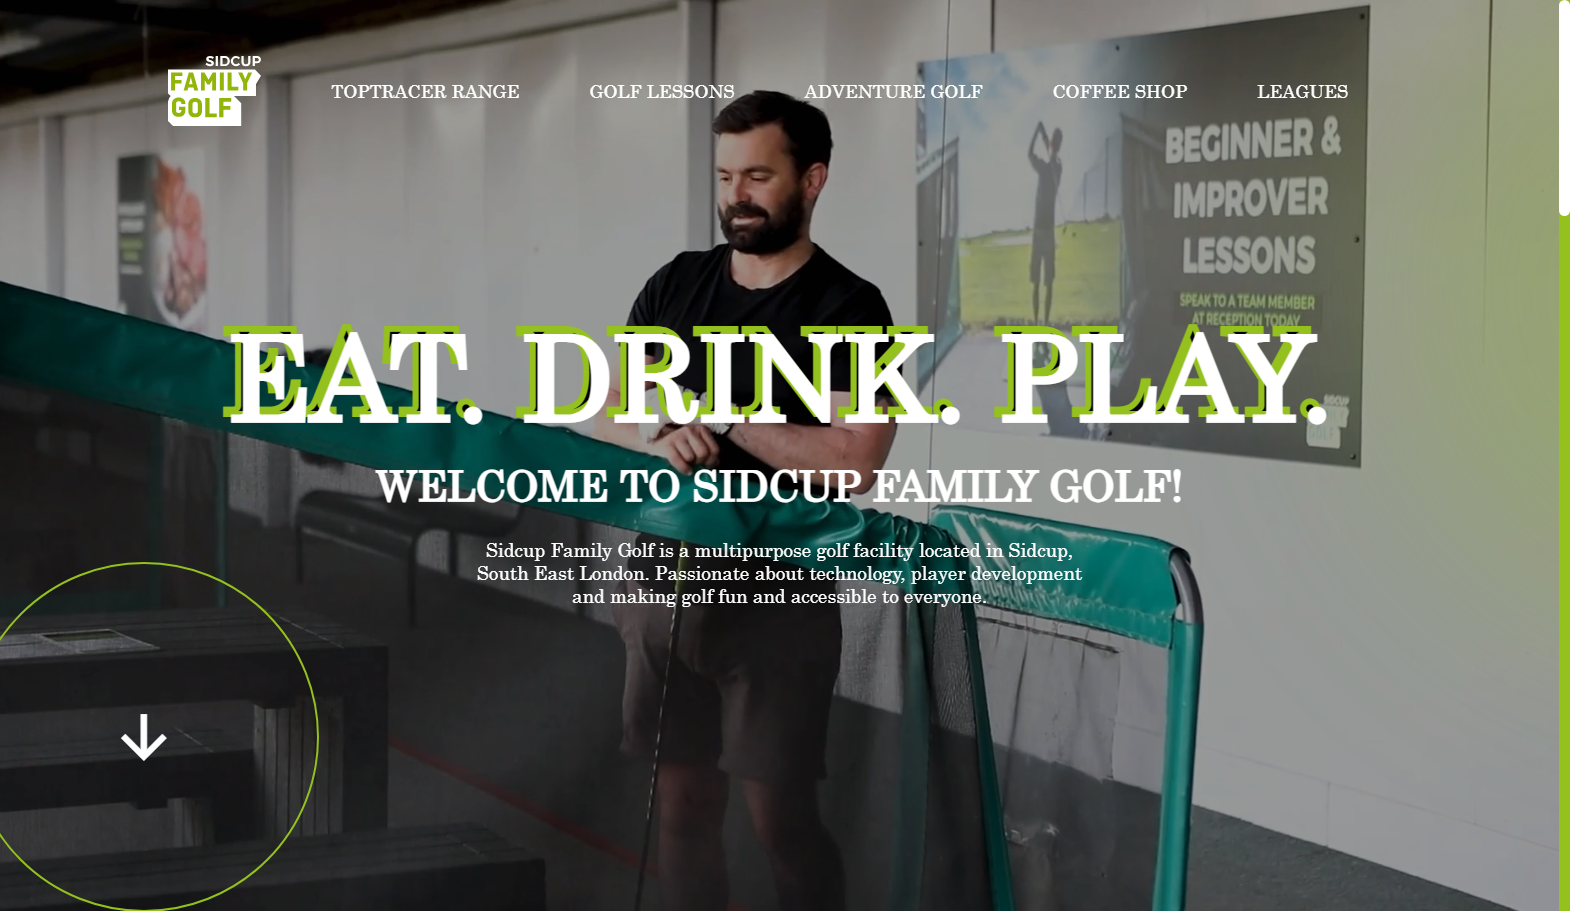 SIDCUP
FAMILY
GOLF
TOPTRACER RANGE
GOLF LESSONS
ADVENTURE GOLF
COFFEE SHOP
LEAGUES
BEGINNER &
IMPROVER
LESSONS
SPEAK TO A TEAM MEMBER
AT RECEPTION TODAY
EAT. DRINK. PLAY.
WELCOME TO SIDCUP FAMILY GOLF!
Sidcup Family Golf is a multipurpose golf facility located in Sidcup,
South East London. Passionate about technology, player development
and making golf fun and accessible to everyone.